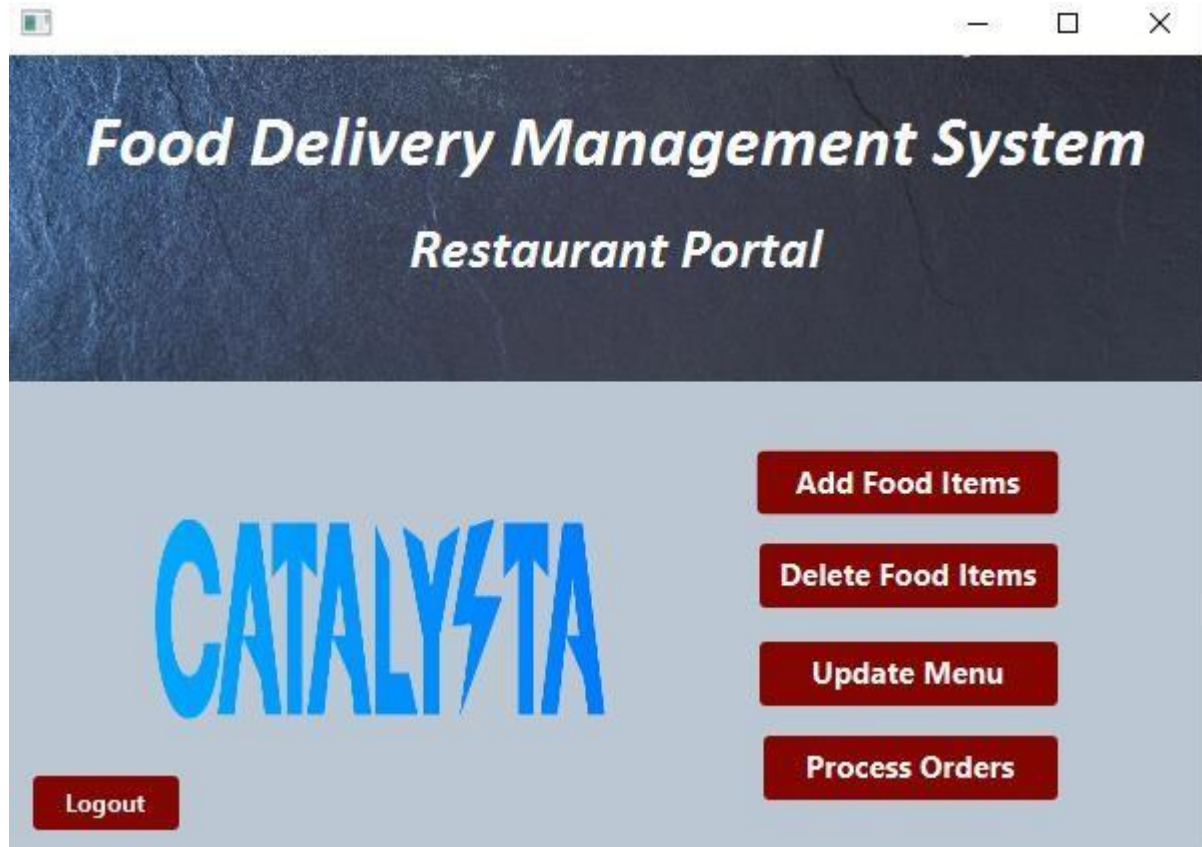 Food Delivery Management System
Restaurant Portal
CATALYSTA
Add Food Items
Delete Food Items
Update Menu
Process Orders
Logout